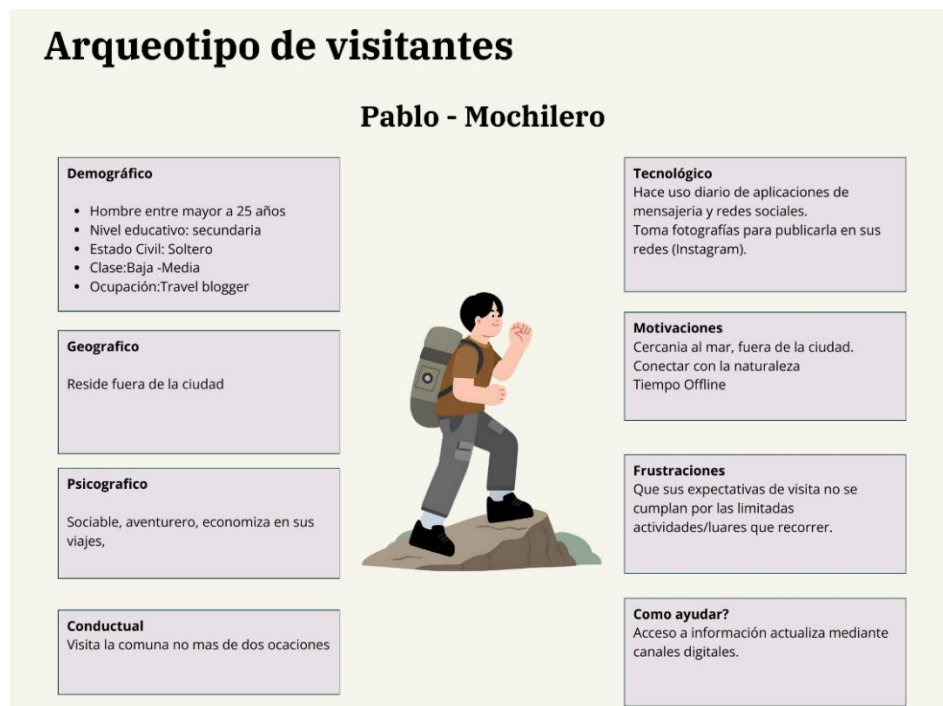 Arqueotipo de visitantes
Pablo - Mochilero
Demográfico
• Hombre entre mayor a 25 años
• Nivel educativo: secundaria
• Estado Civil: Soltero
• Clase:Baja -Media
• Ocupación:Travel blogger
Geografico
Reside fuera de la ciudad
Psicografico
Sociable, aventurero, economiza en sus
viajes,
Conductual
Visita la comuna no mas de dos ocaciones
Tecnológico
Hace uso diario de aplicaciones de
mensajeria y redes sociales.
Toma fotografías para publicarla en sus
redes (Instagram).
Motivaciones
Cercania al mar, fuera de la ciudad.
Conectar con la naturaleza
Tiempo Offline
Frustraciones
Que sus expectativas de visita no se
cumplan por las limitadas
actividades/luares que recorrer.
Como ayudar?
Acceso a información actualiza mediante
canales digitales.